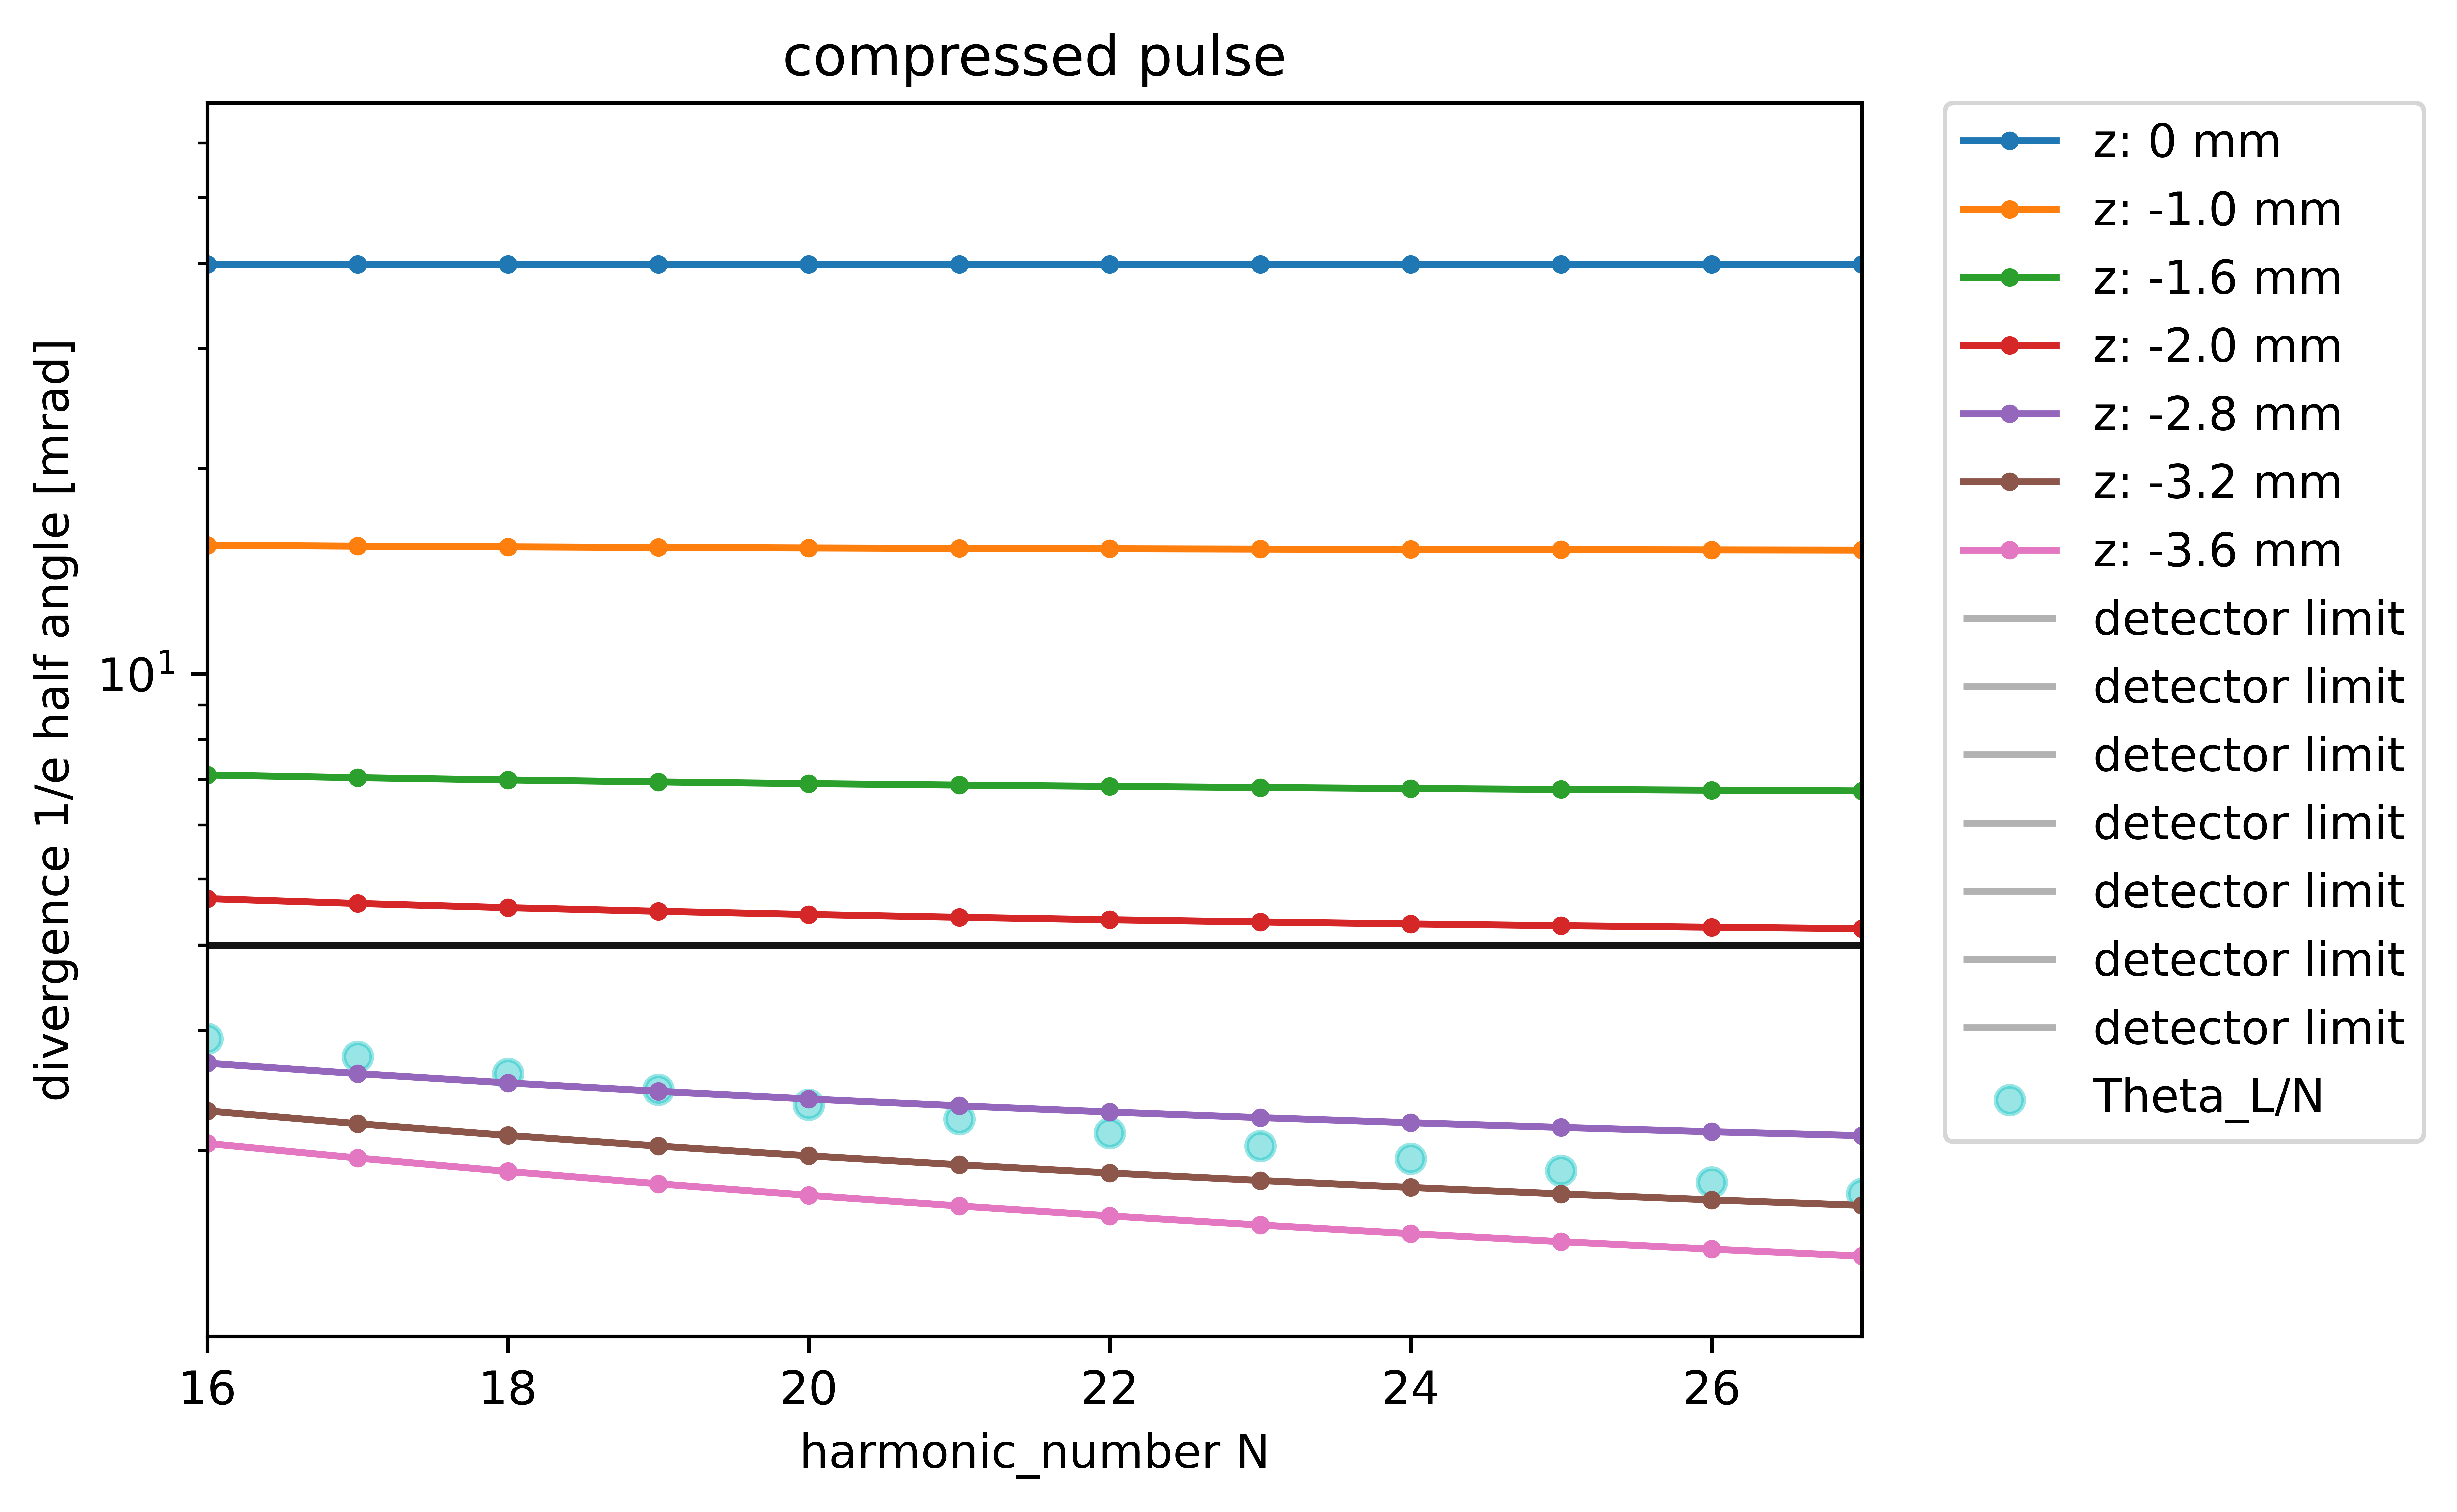 compressed pulse
divergence 1/e half angle [mrad]
10¹
16 18 20 22 24 26
harmonic_number N
z: 0 mm
z: -1.0 mm
z: -1.6 mm
z: -2.0 mm
z: -2.8 mm
z: -3.2 mm
z: -3.6 mm
detector limit
detector limit
detector limit
detector limit
detector limit
detector limit
detector limit
Theta_L/N